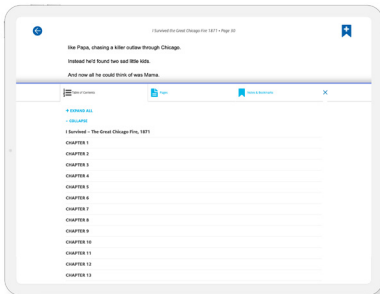 I Survived the Great Chicago Fire 1871 • Page 50
like Papa, chasing a killer outlaw through Chicago.
Instead he'd found two sad little kids.
And now all he could think of was Mama.
Table of Contents
Pages
Notes & Bookmarks
X
+ EXPAND ALL
− COLLAPSE
I Survived – The Great Chicago Fire, 1871
CHAPTER 1
CHAPTER 2
CHAPTER 3
CHAPTER 4
CHAPTER 5
CHAPTER 6
CHAPTER 7
CHAPTER 8
CHAPTER 9
CHAPTER 10
CHAPTER 11
CHAPTER 12
CHAPTER 13